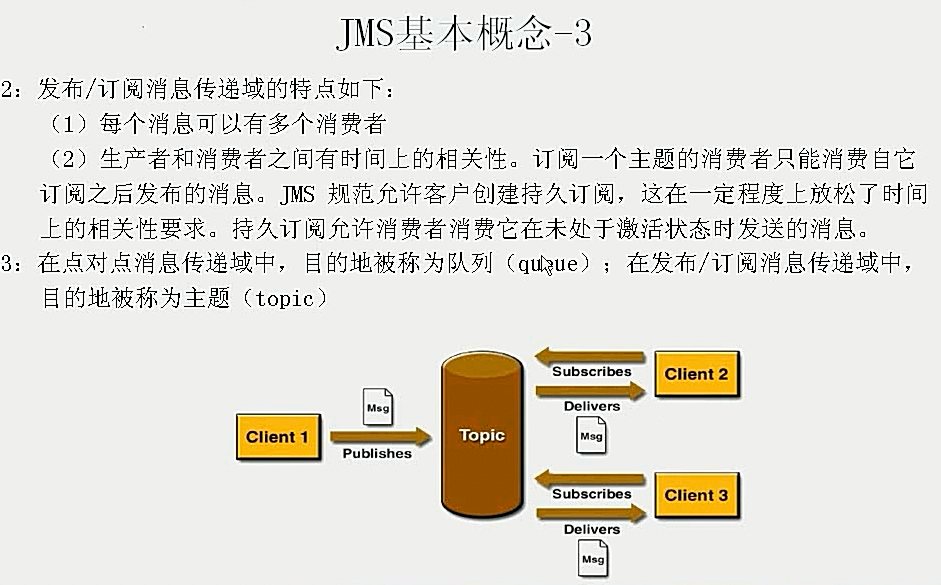 JMS基本概念-3
2：发布/订阅消息传递域的特点如下：
（1）每个消息可以有多个消费者
（2）生产者和消费者之间有时间上的相关性。订阅一个主题的消费者只能消费自它
订阅之后发布的消息。JMS 规范允许客户创建持久订阅，这在一定程度上放松了时间
上的相关性要求。持久订阅允许消费者消费它在未处于激活状态时发送的消息。
3：在点对点消息传递域中，目的地被称为队列（queue）；在发布/订阅消息传递域中，
目的地被称为主题（topic）
Client 1
Msg
Publishes
Topic
Subscribes
Delivers
Msg
Client 2
Subscribes
Delivers
Msg
Client 3